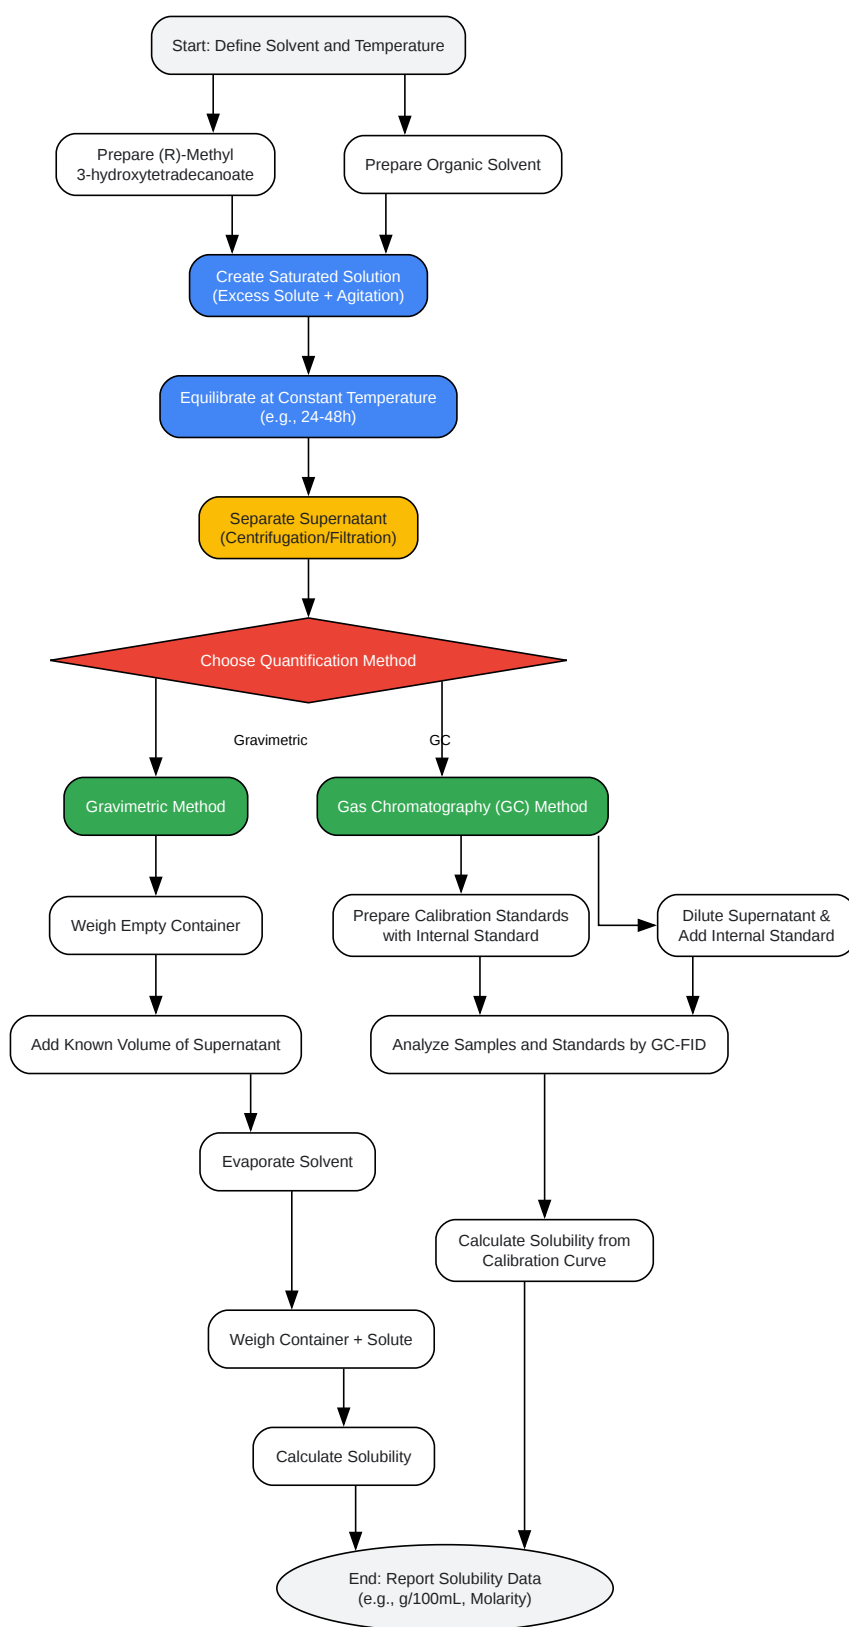 Start: Define Solvent and Temperature
Prepare (R)-Methyl
3-hydroxytetradecanoate
Prepare Organic Solvent
Create Saturated Solution
(Excess Solute + Agitation)
Equilibrate at Constant Temperature
(e.g., 24-48h)
Separate Supernatant
(Centrifugation/Filtration)
Choose Quantification Method
Gravimetric
GC
Gravimetric Method
Gas Chromatography (GC) Method
Weigh Empty Container
Prepare Calibration Standards
with Internal Standard
Dilute Supernatant &
Add Internal Standard
Add Known Volume of Supernatant
Analyze Samples and Standards by GC-FID
Evaporate Solvent
Calculate Solubility from
Calibration Curve
Weigh Container + Solute
Calculate Solubility
End: Report Solubility Data
(e.g., g/100mL, Molarity)